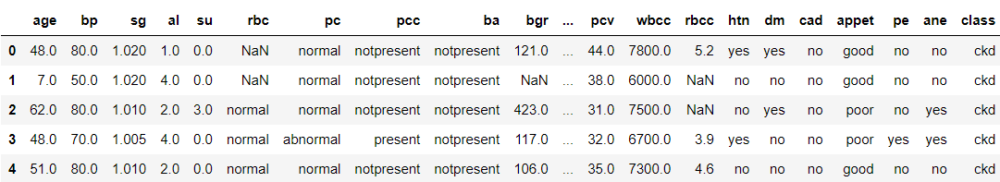 age bp sg al su rbc pc pcc ba bgr ... pcv wbcc rbcc htn dm cad appet pe ane class
0 48.0 80.0 1.020 1.0 0.0 NaN normal notpresent notpresent 121.0 ... 44.0 7800.0 5.2 yes yes no good no no ckd
1 7.0 50.0 1.020 4.0 0.0 NaN normal notpresent notpresent NaN ... 38.0 6000.0 NaN no no no good no no ckd
2 62.0 80.0 1.010 2.0 3.0 normal normal notpresent notpresent 423.0 ... 31.0 7500.0 NaN no yes no poor no yes ckd
3 48.0 70.0 1.005 4.0 0.0 normal abnormal present notpresent 117.0 ... 32.0 6700.0 3.9 yes no no poor yes yes ckd
4 51.0 80.0 1.010 2.0 0.0 normal normal notpresent notpresent 106.0 ... 35.0 7300.0 4.6 no no no good no no ckd